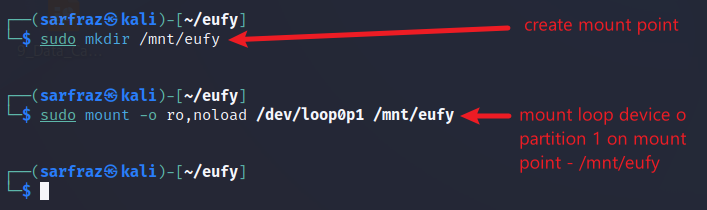 (sarfraz㉿kali)-[~/eufy]
$ sudo mkdir /mnt/eufy
create mount point
(sarfraz㉿kali)-[~/eufy]
$ sudo mount -o ro,noload /dev/loop0p1 /mnt/eufy
mount loop device o
partition 1 on mount
point - /mnt/eufy
(sarfraz㉿kali)-[~/eufy]
$